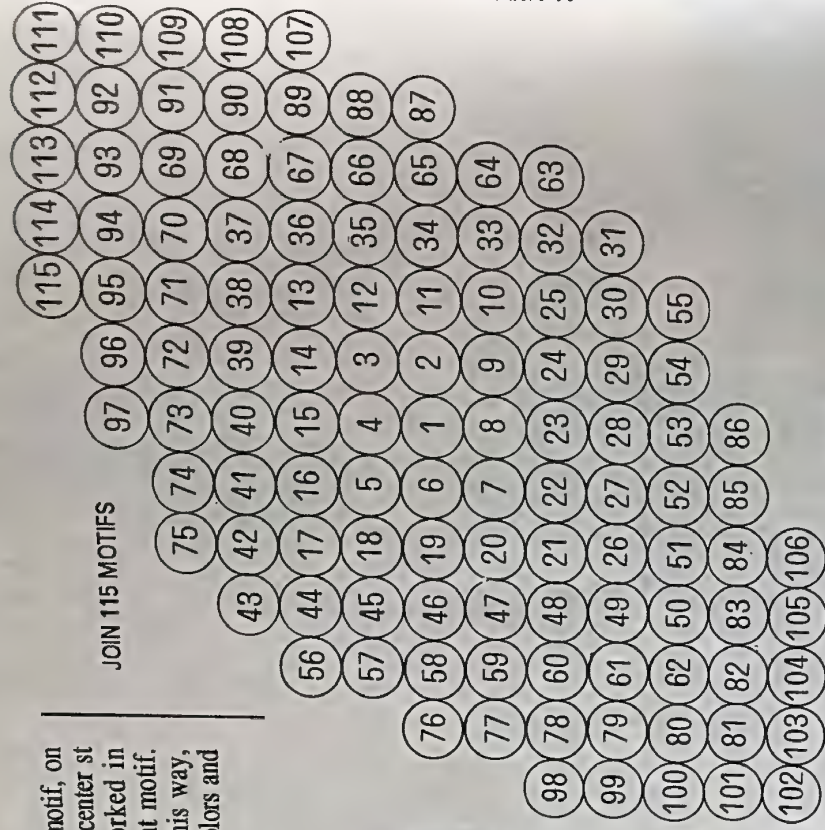 motif, on
center st
orked in
t motif.
his way,
lors and
JOIN 115 MOTIFS
115 114 113 112 111
97 96 95 94 93 92 110
75 74 73 72 71 70 69 91 109
43 42 41 40 39 38 37 68 90 108
56 44 17 16 15 14 13 36 67 89 107
57 45 18 5 4 3 12 35 66 88
76 58 46 19 6 1 2 11 34 65 87
77 59 47 20 7 8 9 10 33 64
98 78 60 48 21 22 23 24 25 32 63
99 79 61 49 26 27 28 29 30 31
100 80 62 50 51 52 53 54 55
101 81 82 83 84 85 86
102 103 104 105 106